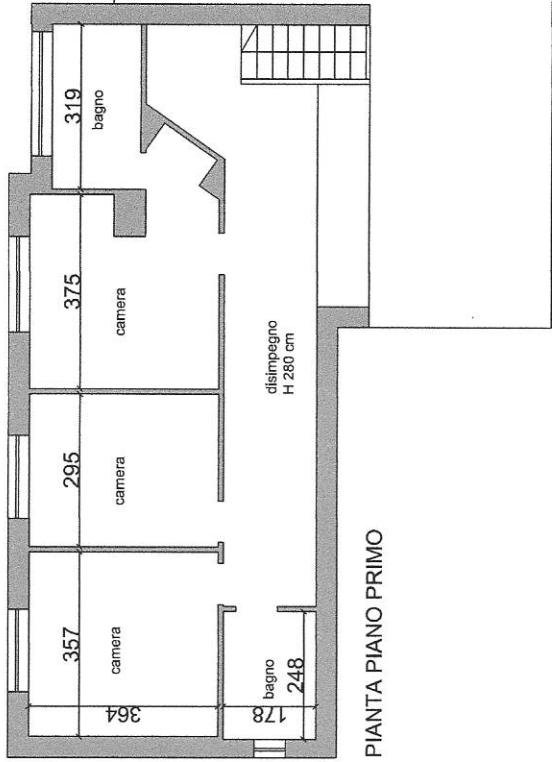 319
bagno
375
camera
295
camera
357
camera
364
disimpegno
H 280 cm
bagno
248
178
PIANTA PIANO PRIMO